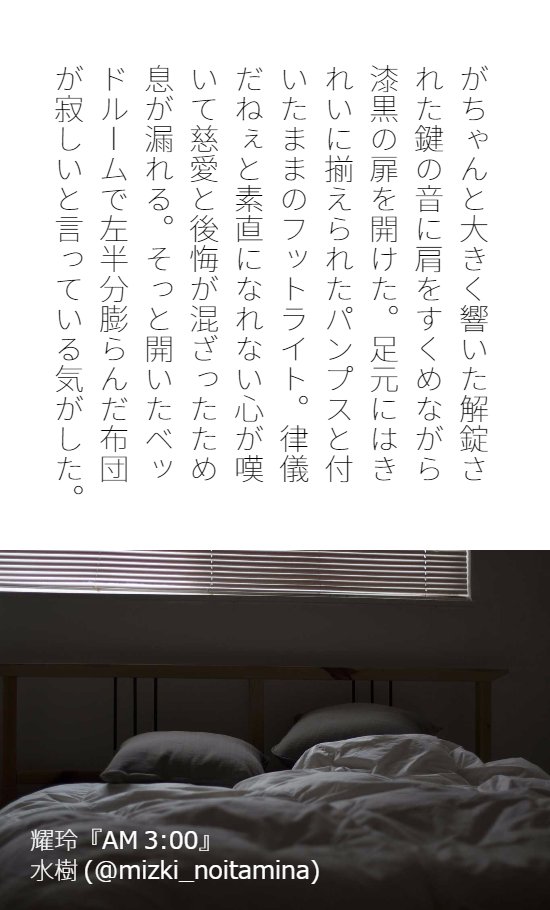 がちゃんと大きく響いた解錠さ
れた鍵の音に肩をすくめながら
漆黒の扉を開けた。足元にはき
れいに揃えられたパンプスと付
いたままのフットライト。律儀
だねぇと素直になれない心が嘆
いて慈愛と後悔が混ざったため
息が漏れる。そっと開いたベッ
ドルームで左半分膨らんだ布団
が寂しいと言っている気がした。
耀玲『AM 3:00』
水樹 (@mizki_noitamina)